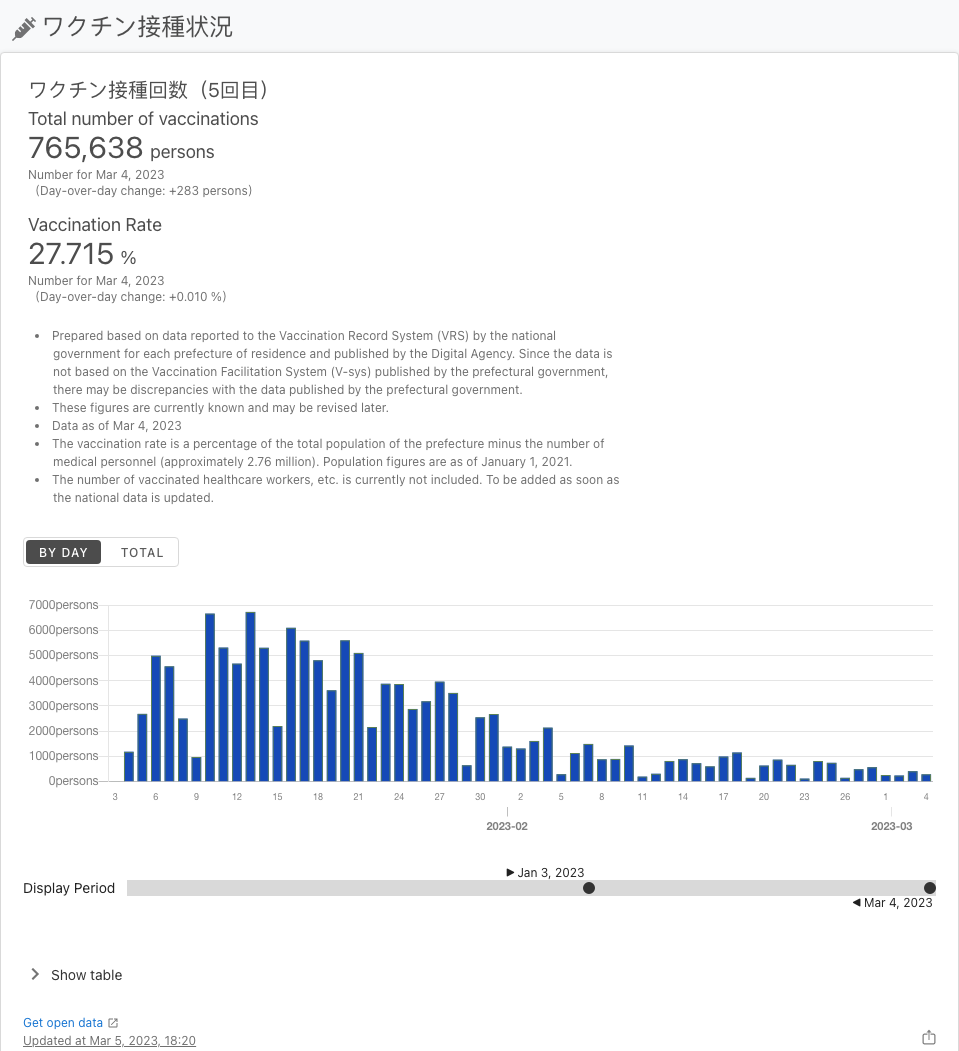 ワクチン接種状況
ワクチン接種回数（5回目）
Total number of vaccinations
765,638 persons
Number for Mar 4, 2023
（Day-over-day change: +283 persons）
Vaccination Rate
27.715 %
Number for Mar 4, 2023
（Day-over-day change: +0.010 %）
• Prepared based on data reported to the Vaccination Record System (VRS) by the national
government for each prefecture of residence and published by the Digital Agency. Since the data is
not based on the Vaccination Facilitation System (V-sys) published by the prefectural government,
there may be discrepancies with the data published by the prefectural government.
• These figures are currently known and may be revised later.
• Data as of Mar 4, 2023
• The vaccination rate is a percentage of the total population of the prefecture minus the number of
medical personnel (approximately 2.76 million). Population figures are as of January 1, 2021.
• The number of vaccinated healthcare workers, etc. is currently not included. To be added as soon as
the national data is updated.
BY DAY TOTAL
7000persons
6000persons
5000persons
4000persons
3000persons
2000persons
1000persons
0persons
3 6 9 12 15 18 21 24 27 30 2 5 8 11 14 17 20 23 26 1 4
2023-02 2023-03
Jan 3, 2023
Display Period
Mar 4, 2023
Show table
Get open data
Updated at Mar 5, 2023, 18:20